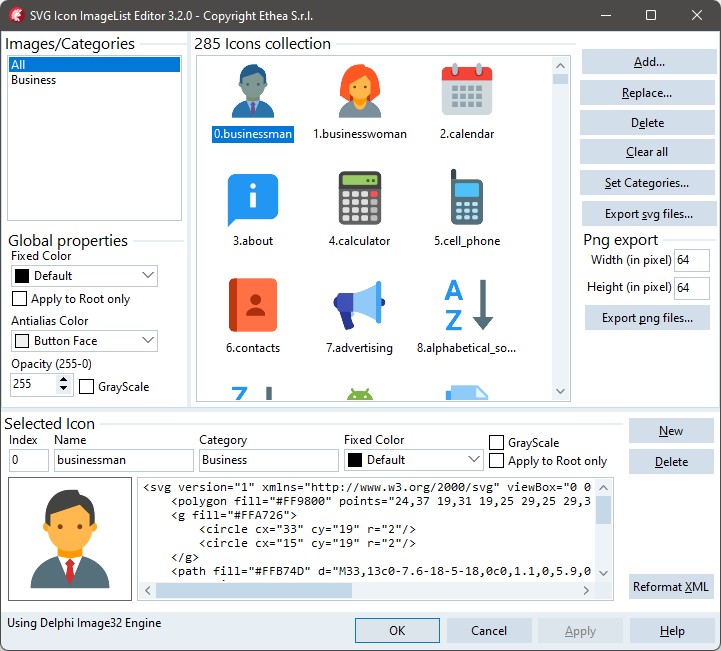 SVG Icon ImageList Editor 3.2.0 - Copyright Ethea S.r.l.
Images/Categories
All
Business
285 Icons collection
0.businessman
1.businesswoman
2.calendar
3.about
4.calculator
5.cell_phone
6.contacts
7.advertising
A
Z
8.alphabetical_so...
Z
Add...
Replace...
Delete
Clear all
Set Categories...
Export svg files...
Png export
Width (in pixel) 64
Height (in pixel) 64
Export png files...
Global properties
Fixed Color
Default
Apply to Root only
Antialias Color
Button Face
Opacity (255-0)
255
GrayScale
Selected Icon
Index Name Category Fixed Color
0 businessman Business Default
GrayScale
Apply to Root only
New
Delete
<svg version="1" xmlns="http://www.w3.org/2000/svg" viewBox="0 0
<polygon fill="#FF9800" points="24,37 19,31 19,25 29,25 29,3
<g fill="#FFA726">
<circle cx="33" cy="19" r="2"/>
<circle cx="15" cy="19" r="2"/>
</g>
<path fill="#FFB74D" d="M33,13c0-7.6-18-5-18,0c0,1.1,0,5.9,0
Reformat XML
Using Delphi Image32 Engine
OK
Cancel
Apply
Help